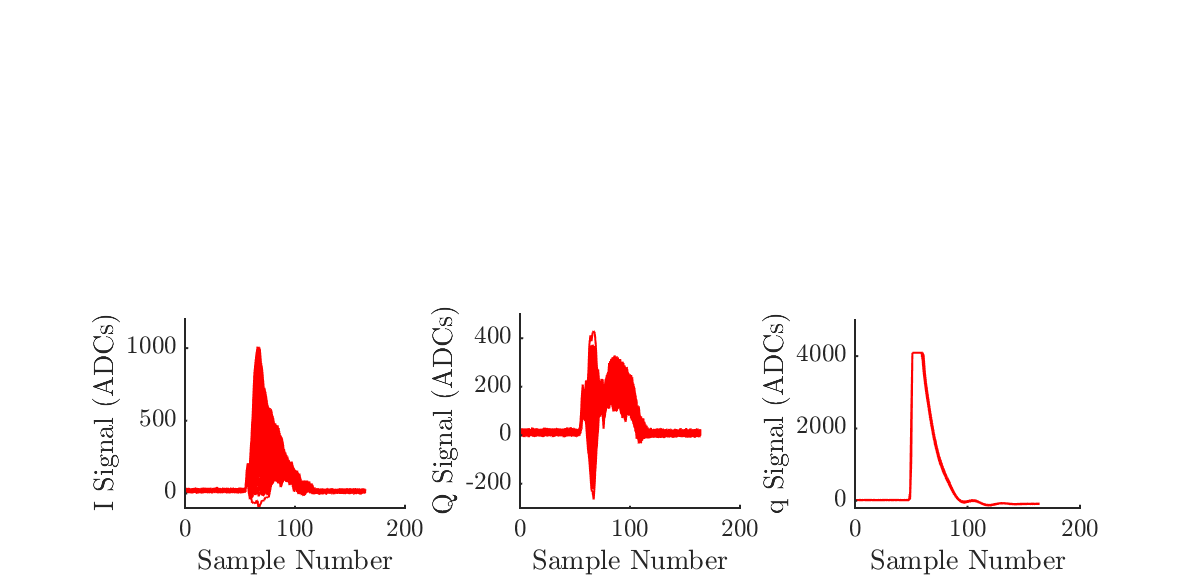 I Signal (ADCs)
1000
500
0
0 100 200
Sample Number
Q Signal (ADCs)
400
200
0
-200
0 100 200
Sample Number
q Signal (ADCs)
4000
2000
0
0 100 200
Sample Number